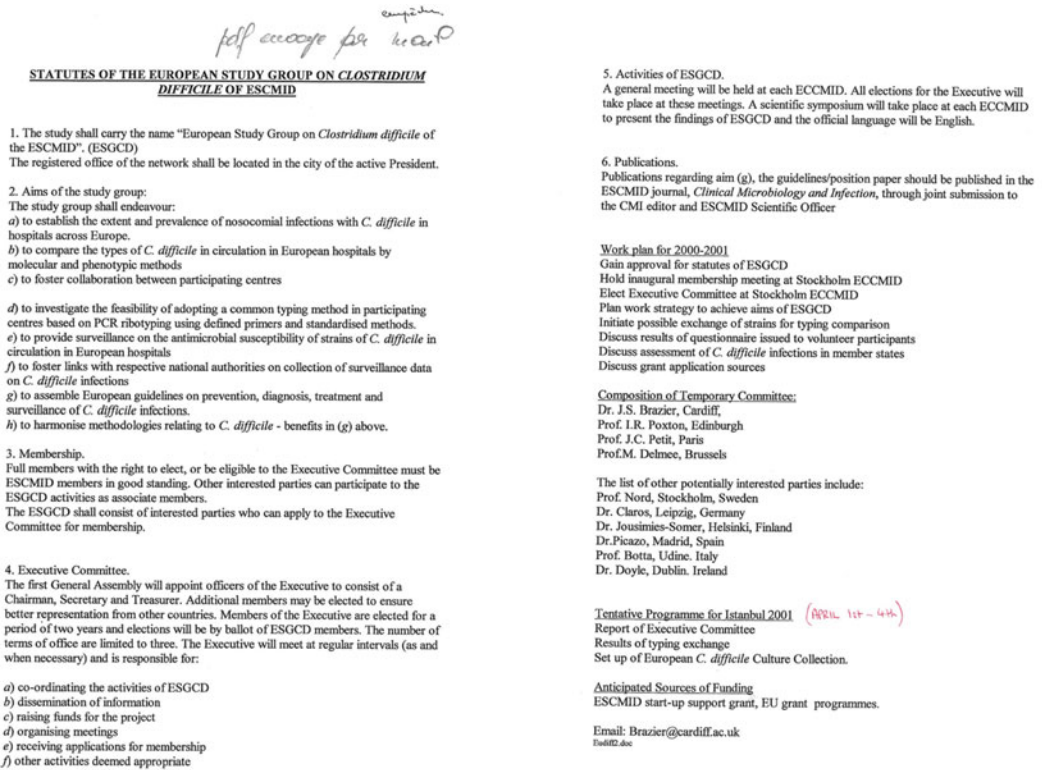 pdf per
STATUTES OF THE EUROPEAN STUDY GROUP ON CLOSTRIDIUM
DIFFICILE OF ESCMID
1. The study shall carry the name “European Study Group on Clostridium difficile of
the ESCMID”. (ESGCD)
The registered office of the network shall be located in the city of the active President.
2. Aims of the study group:
The study group shall endeavour:
a) to establish the extent and prevalence of nosocomial infections with C. difficile in
hospitals across Europe.
b) to compare the types of C. difficile in circulation in European hospitals by
molecular and phenotypic methods
c) to foster collaboration between participating centres
d) to investigate the feasibility of adopting a common typing method in participating
centres based on PCR ribotyping using defined primers and standardised methods.
e) to provide surveillance on the antimicrobial susceptibility of strains of C. difficile in
circulation in European hospitals
f) to foster links with respective national authorities on collection of surveillance data
on C. difficile infections
g) to assemble European guidelines on prevention, diagnosis, treatment and
surveillance of C. difficile infections.
h) to harmonise methodologies relating to C. difficile - benefits in (g) above.
3. Membership.
Full members with the right to elect, or be eligible to the Executive Committee must be
ESCMID members in good standing. Other interested parties can participate to the
ESGCD activities as associate members.
The ESGCD shall consist of interested parties who can apply to the Executive
Committee for membership.
4. Executive Committee.
The first General Assembly will appoint officers of the Executive to consist of a
Chairman, Secretary and Treasurer. Additional members may be elected to ensure
better representation from other countries. Members of the Executive are elected for a
period of two years and elections will be by ballot of ESGCD members. The number of
terms of office are limited to three. The Executive will meet at regular intervals (as and
when necessary) and is responsible for:
a) co-ordinating the activities of ESGCD
b) dissemination of information
c) raising funds for the project
d) organising meetings
e) receiving applications for membership
f) other activities deemed appropriate
5. Activities of ESGCD.
A general meeting will be held at each ECCMID. All elections for the Executive will
take place at these meetings. A scientific symposium will take place at each ECCMID
to present the findings of ESGCD and the official language will be English.
6. Publications.
Publications regarding aim (g), the guidelines/position paper should be published in the
ESCMID journal, Clinical Microbiology and Infection, through joint submission to
the CMI editor and ESCMID Scientific Officer
Work plan for 2000-2001
Gain approval for statutes of ESGCD
Hold inaugural membership meeting at Stockholm ECCMID
Elect Executive Committee at Stockholm ECCMID
Plan work strategy to achieve aims of ESGCD
Initiate possible exchange of strains for typing comparison
Discuss results of questionnaire issued to volunteer participants
Discuss assessment of C. difficile infections in member states
Discuss grant application sources
Composition of Temporary Committee:
Dr. J.S. Brazier, Cardiff,
Prof. I.R. Poxton, Edinburgh
Prof. J.C. Petit, Paris
Prof.M. Delmee, Brussels
The list of other potentially interested parties include:
Prof. Nord, Stockholm, Sweden
Dr. Claros, Leipzig, Germany
Dr. Jousimies-Somer, Helsinki, Finland
Dr.Picazo, Madrid, Spain
Prof. Botta, Udine. Italy
Dr. Doyle, Dublin. Ireland
Tentative Programme for Istanbul 2001 (APRIL 1st - 4th)
Report of Executive Committee
Results of typing exchange
Set up of European C. difficile Culture Collection.
Anticipated Sources of Funding
ESCMID start-up support grant, EU grant programmes.
Email: Brazier@cardiff.ac.uk
Eudiff2.doc